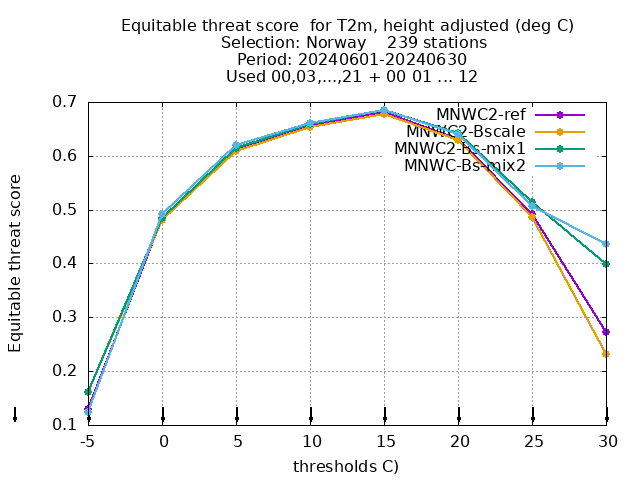 Equitable threat score  for T2m, height adjusted (deg C)
Selection: Norway    239 stations
Period: 20240601-20240630
Used 00,03,...,21 + 00 01 ... 12
MNWC2-ref
MNWC2-Bscale
MNWC2-Bs-mix1
MNWC-Bs-mix2
Equitable threat score
0.7
0.6
0.5
0.4
0.3
0.2
0.1
-5 0 5 10 15 20 25 30
thresholds C)